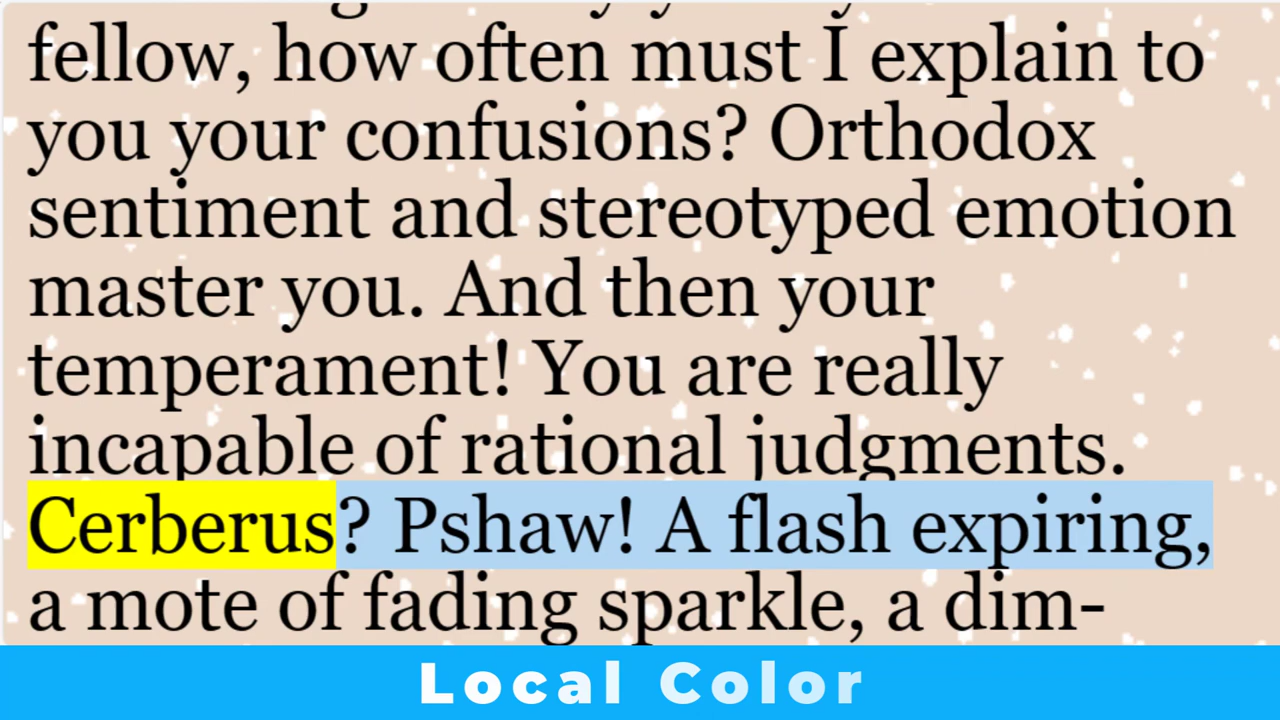 fellow, how often must I explain to
you your confusions? Orthodox
sentiment and stereotyped emotion
master you. And then your
temperament! You are really
incapable of rational judgments.
Cerberus? Pshaw! A flash expiring,
a mote of fading sparkle, a dim-
Local Color